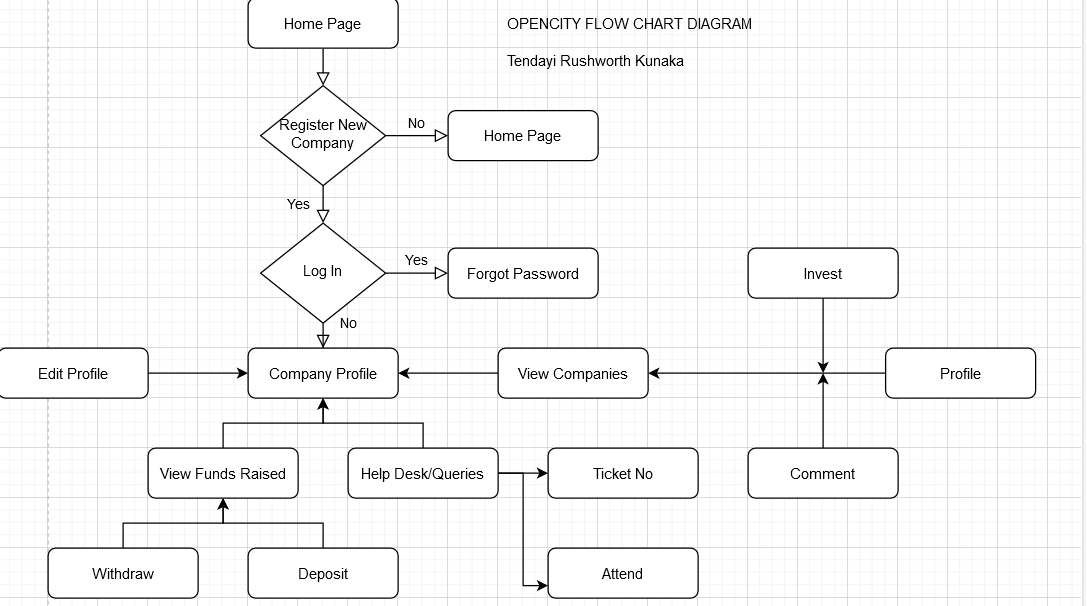 Home Page
OPENCITY FLOW CHART DIAGRAM
Tendayi Rushworth Kunaka
Register New
Company
No
Home Page
Yes
Log In
Yes
Forgot Password
Invest
No
Edit Profile
Company Profile
View Companies
Profile
View Funds Raised
Help Desk/Queries
Ticket No
Comment
Withdraw
Deposit
Attend